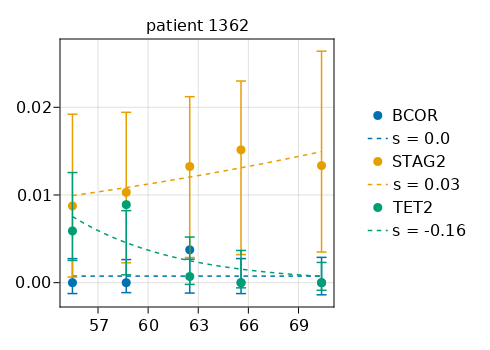 patient 1362
0.02
0.01
0.00
57 60 63 66 69
BCOR
s = 0.0
STAG2
s = 0.03
TET2
s = -0.16